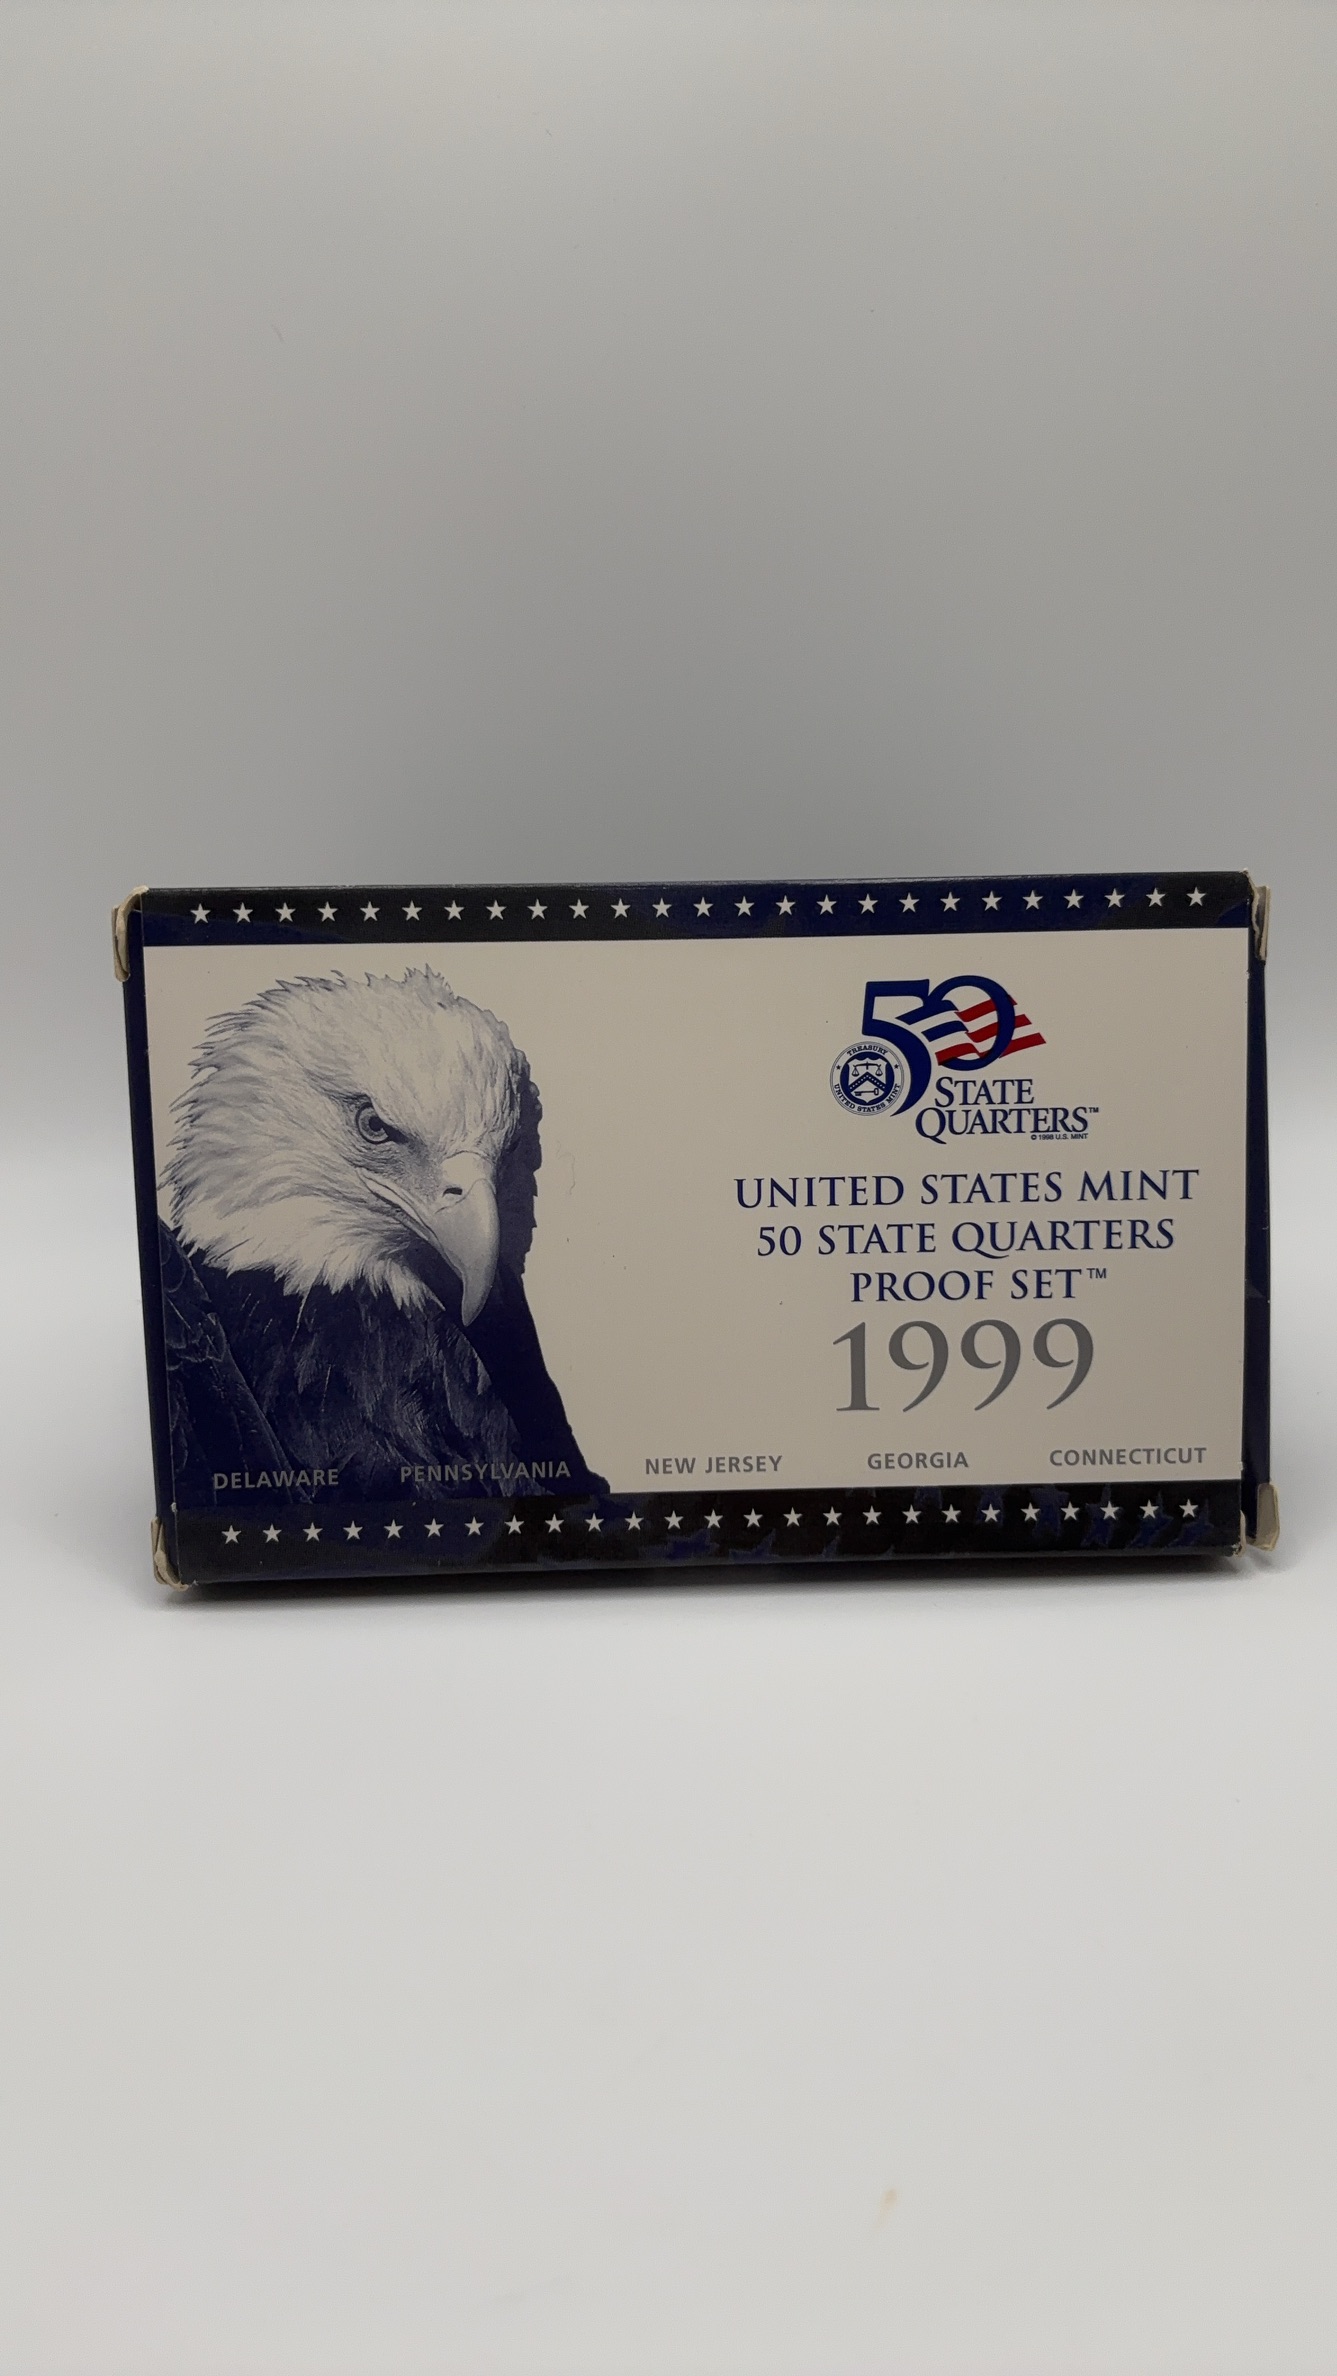 50
STATE
QUARTERS™
TREASURY
UNITED STATES MINT
© 1998 U.S. MINT
UNITED STATES MINT
50 STATE QUARTERS
PROOF SET™
1999
DELAWARE PENNSYLVANIA NEW JERSEY GEORGIA CONNECTICUT